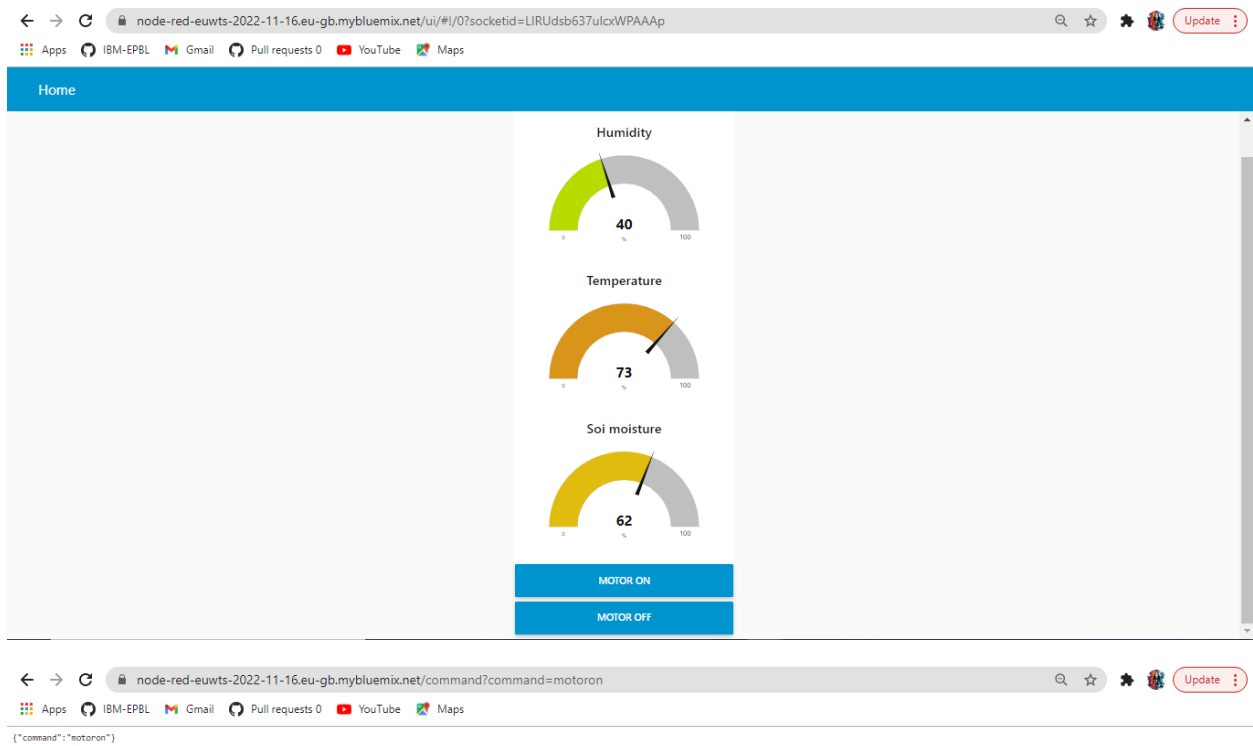 node-red-euwts-2022-11-16.eu-gb.mybluemix.net/ui/#!/0?socketid=LIRUdsb637uIcxWPAAAp
Update
Apps IBM-EPBL Gmail Pull requests 0 YouTube Maps
Home
Humidity
40
0 % 100
Temperature
73
0 % 100
Soi moisture
62
0 % 100
MOTOR ON
MOTOR OFF
node-red-euwts-2022-11-16.eu-gb.mybluemix.net/command?command=motoron
Update
Apps IBM-EPBL Gmail Pull requests 0 YouTube Maps
{"command":"motoron"}